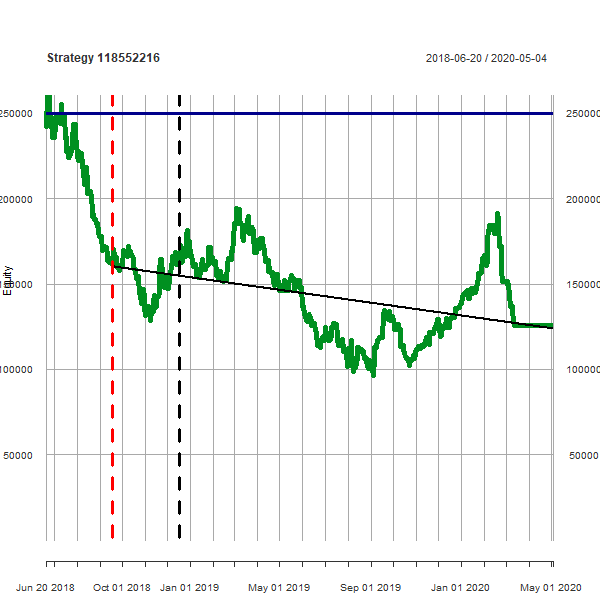 Strategy 118552216
2018-06-20 / 2020-05-04
250000
250000
200000
200000
150000
150000
100000
100000
50000
50000
Equity
Jun 20 2018
Oct 01 2018
Jan 01 2019
May 01 2019
Sep 01 2019
Jan 01 2020
May 01 2020